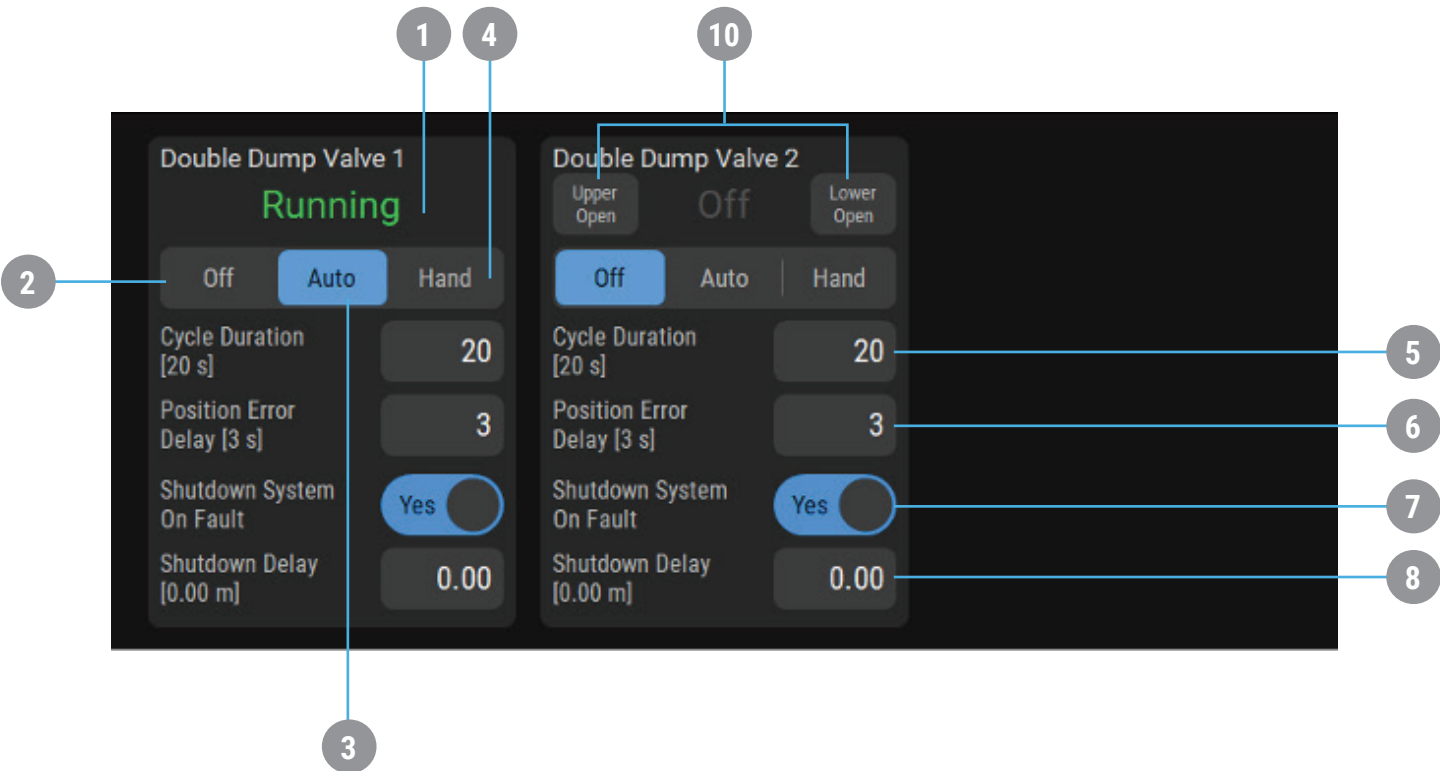 1
4
10
Double Dump Valve 1
Running
Off
Auto
Hand
Cycle Duration
[20 s]
20
Position Error
Delay [3 s]
3
Shutdown System
On Fault
Yes
Shutdown Delay
[0.00 m]
0.00
Double Dump Valve 2
Upper
Open
Off
Lower
Open
Off
Auto
Hand
Cycle Duration
[20 s]
20
Position Error
Delay [3 s]
3
Shutdown System
On Fault
Yes
Shutdown Delay
[0.00 m]
0.00
2
5
6
7
8
3